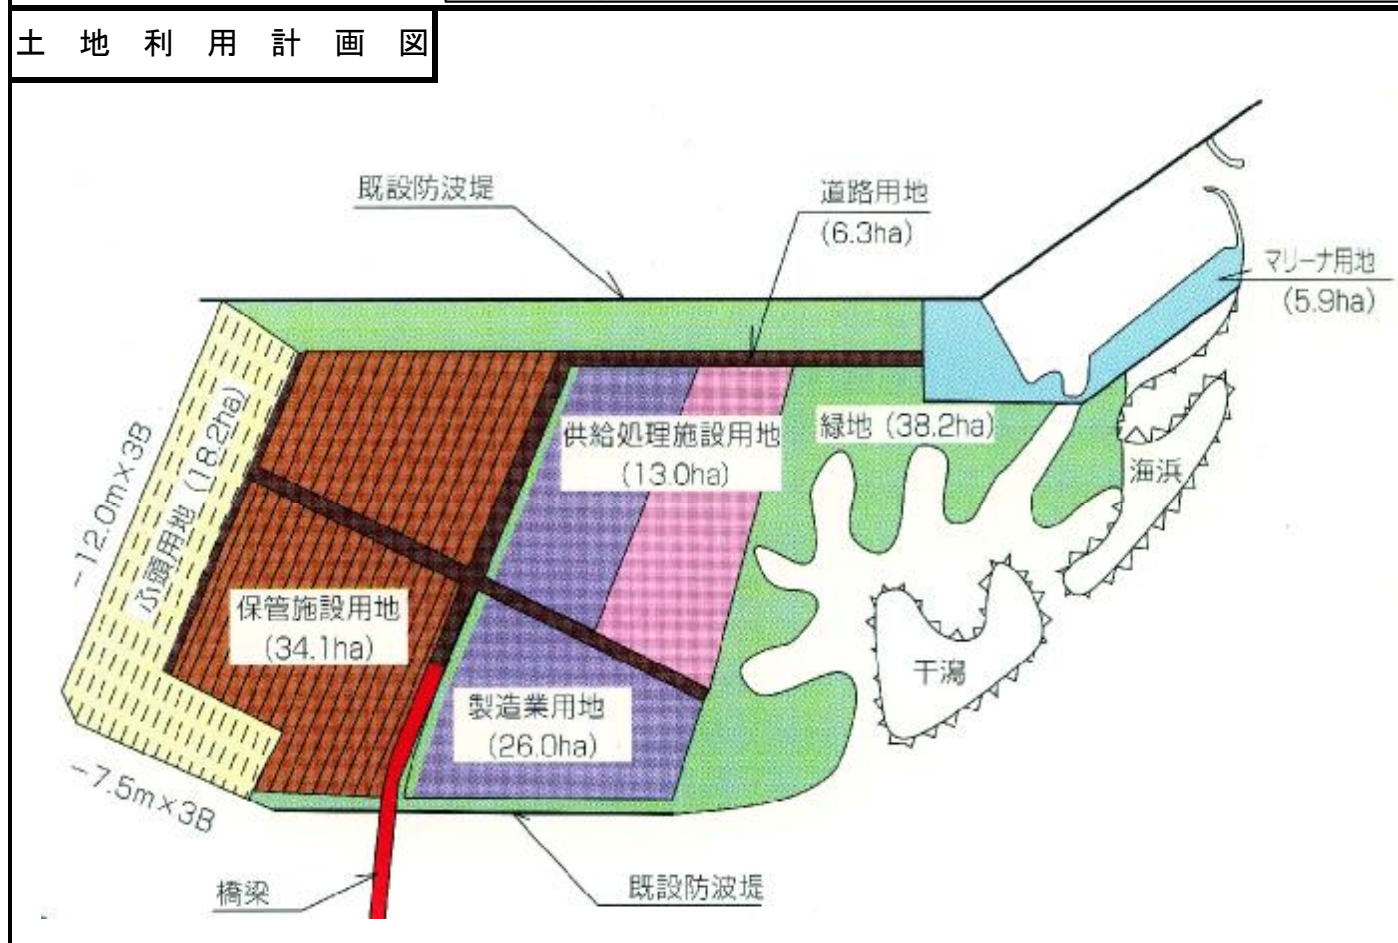 土地利用計画図
既設防波堤
道路用地
(6.3ha)
マリーナ用地
(5.9ha)
ふ頭用地 (18.2ha)
-12.0m×3B
供給処理施設用地
(13.0ha)
緑地 (38.2ha)
海浜
保管施設用地
(34.1ha)
干潟
製造業用地
(26.0ha)
-7.5m×3B
橋梁
既設防波堤